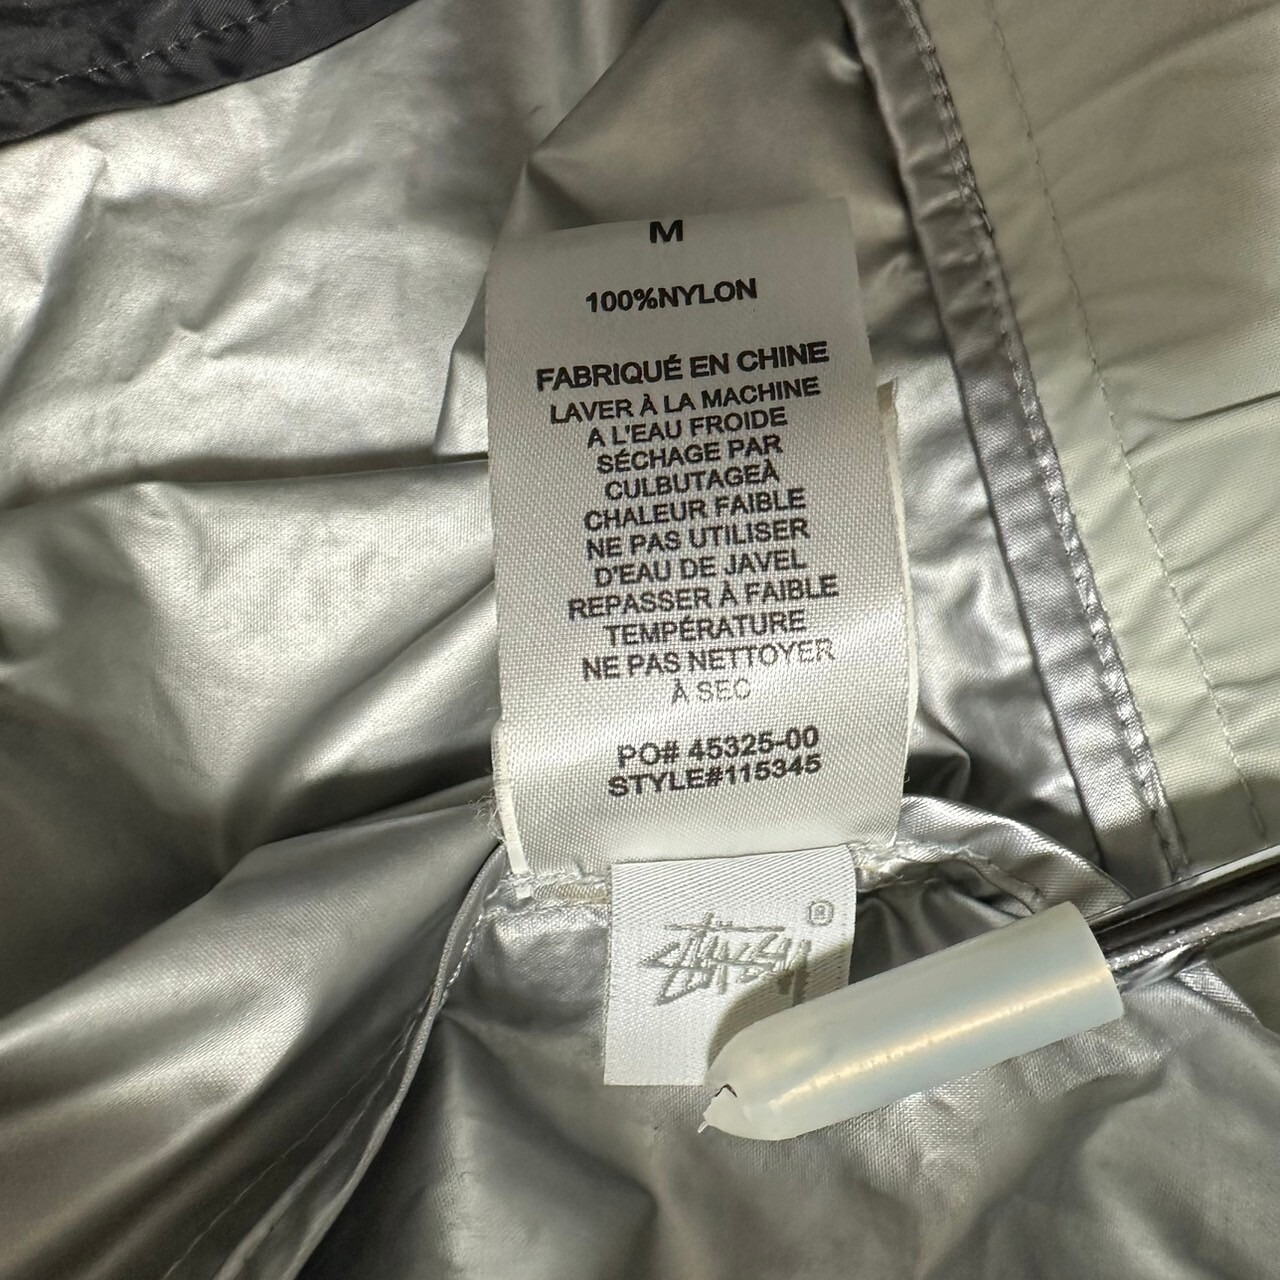 M
100%NYLON
FABRIQUÉ EN CHINE
LAVER À LA MACHINE
A L'EAU FROIDE
SÉCHAGE PAR
CULBUTAGEÀ
CHALEUR FAIBLE
NE PAS UTILISER
D'EAU DE JAVEL
REPASSER À FAIBLE
TEMPÉRATURE
NE PAS NETTOYER
À SEC
PO# 45325-00
STYLE#115345
STÜSSY ®